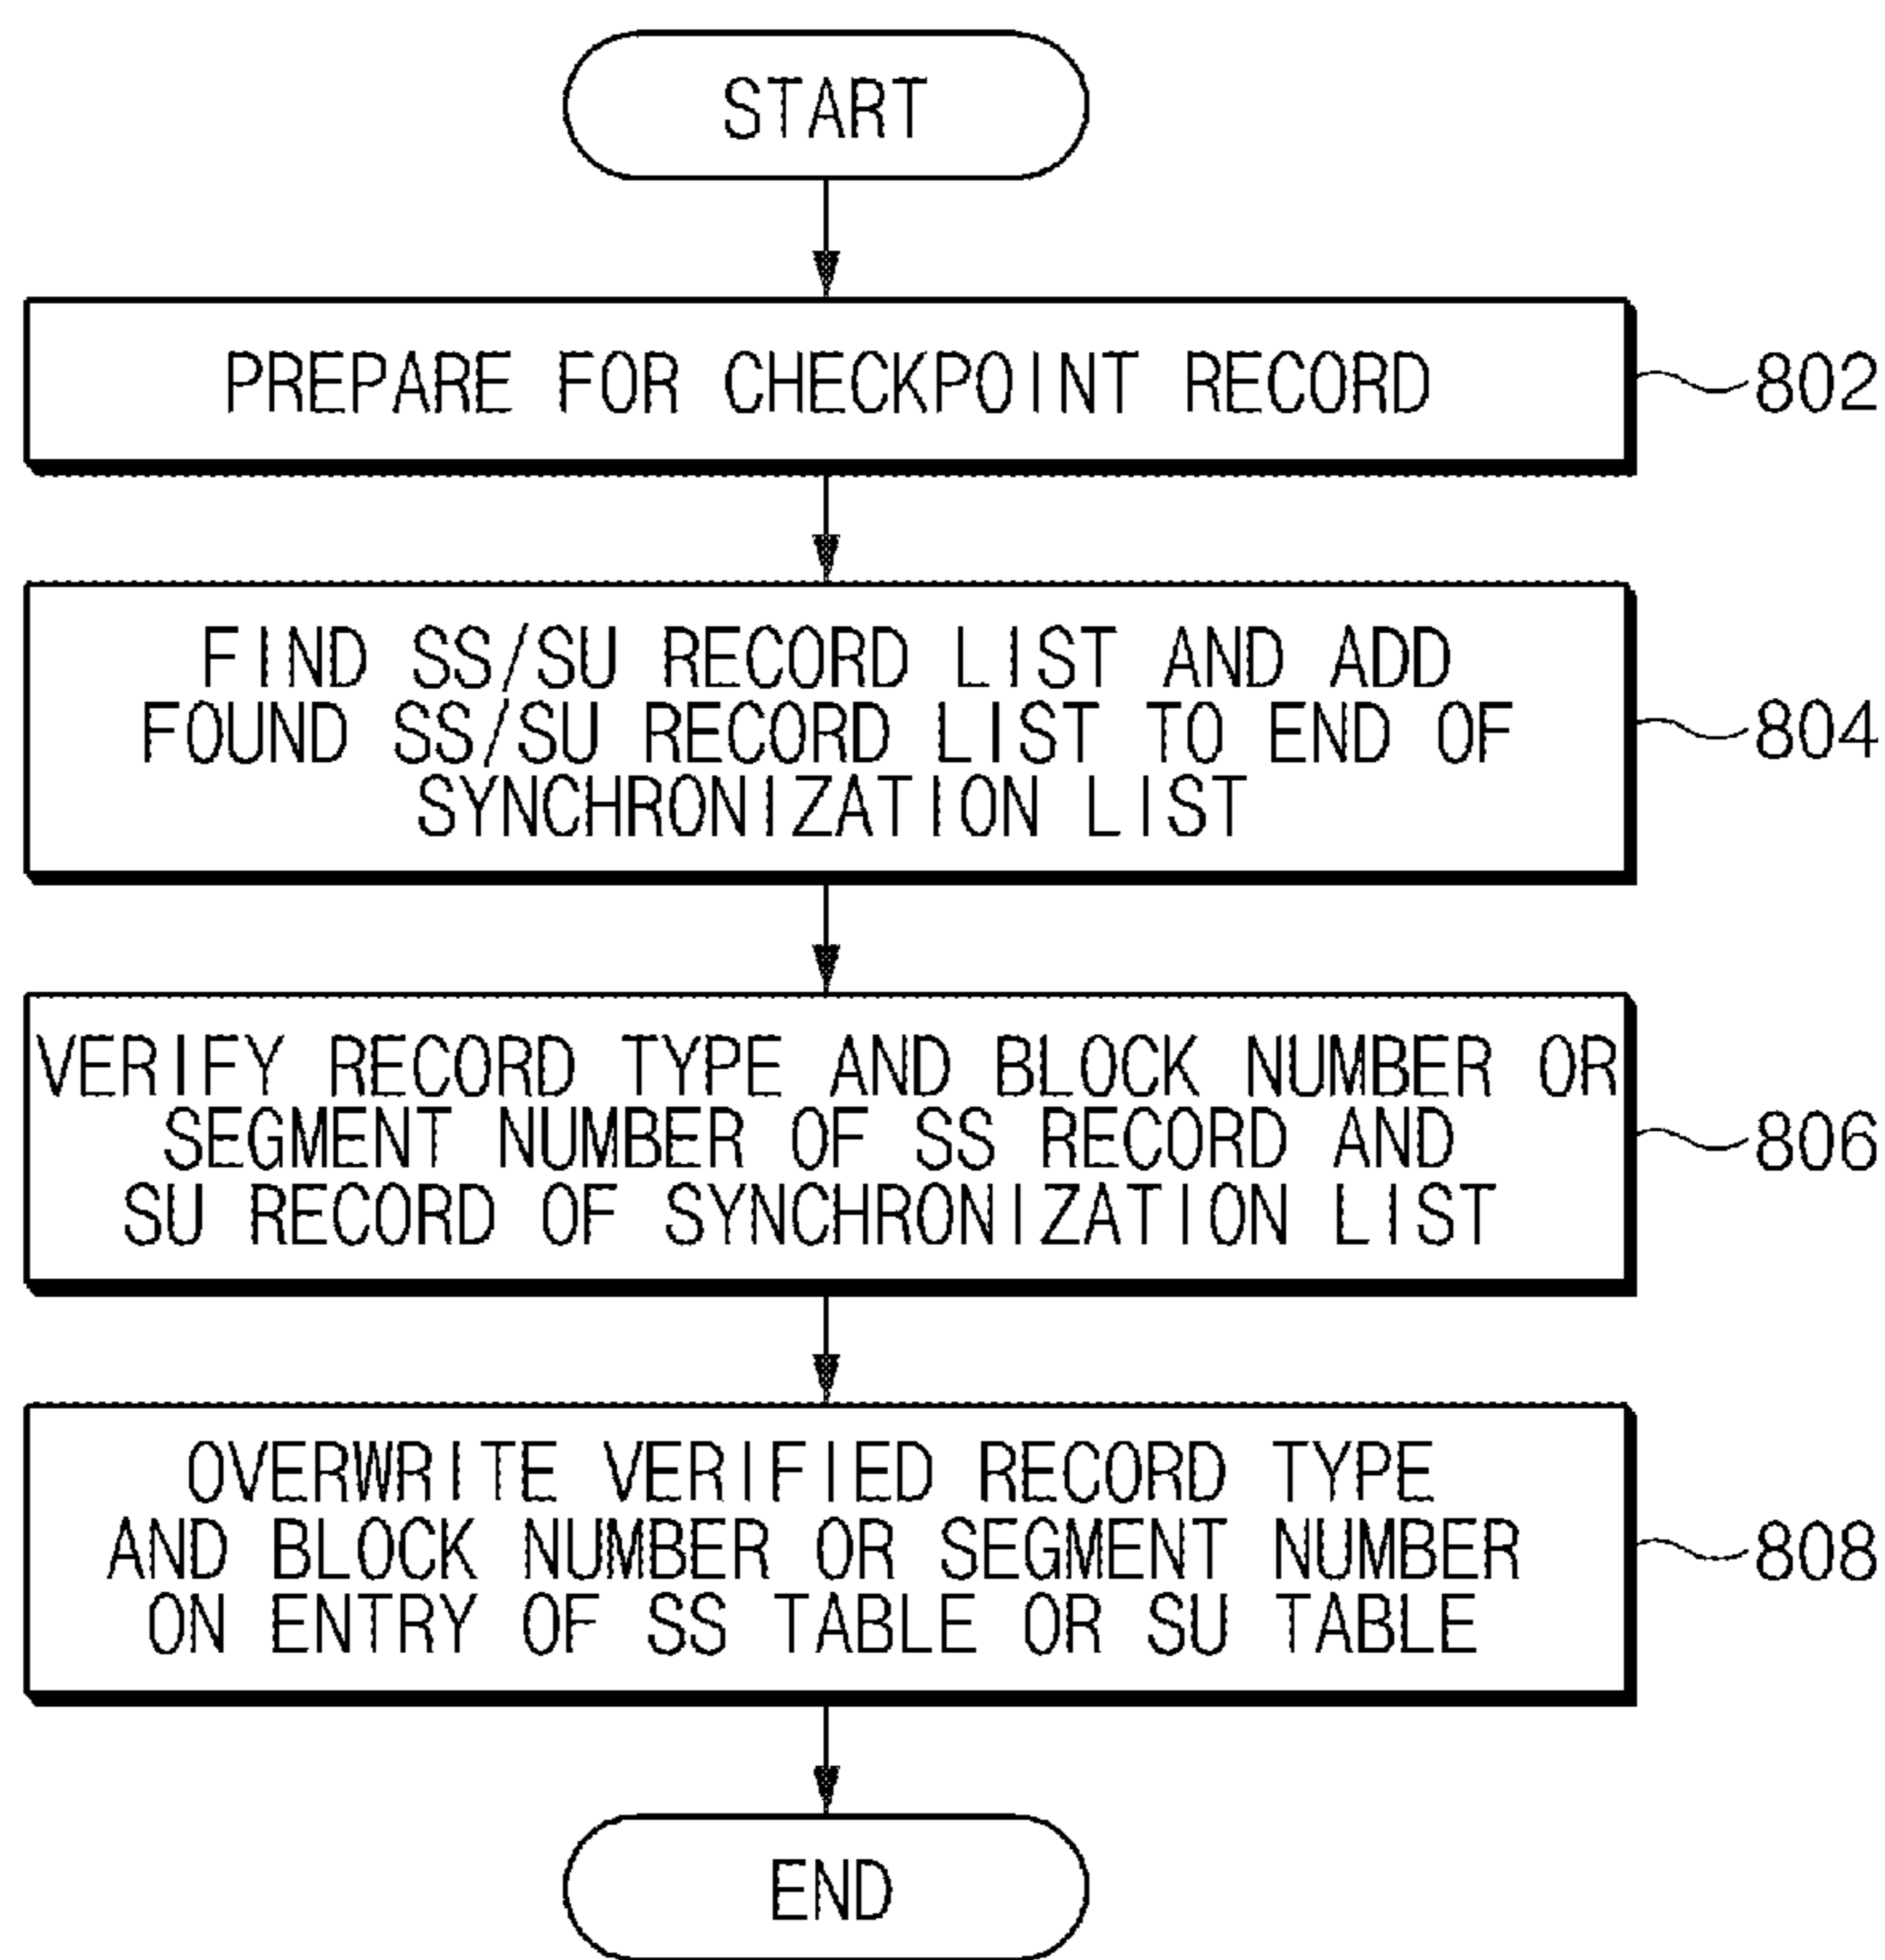 START
PREPARE FOR CHECKPOINT RECORD
802
FIND SS/SU RECORD LIST AND ADD
FOUND SS/SU RECORD LIST TO END OF
SYNCHRONIZATION LIST
804
VERIFY RECORD TYPE AND BLOCK NUMBER OR
SEGMENT NUMBER OF SS RECORD AND
SU RECORD OF SYNCHRONIZATION LIST
806
OVERWRITE VERIFIED RECORD TYPE
AND BLOCK NUMBER OR SEGMENT NUMBER
ON ENTRY OF SS TABLE OR SU TABLE
808
END